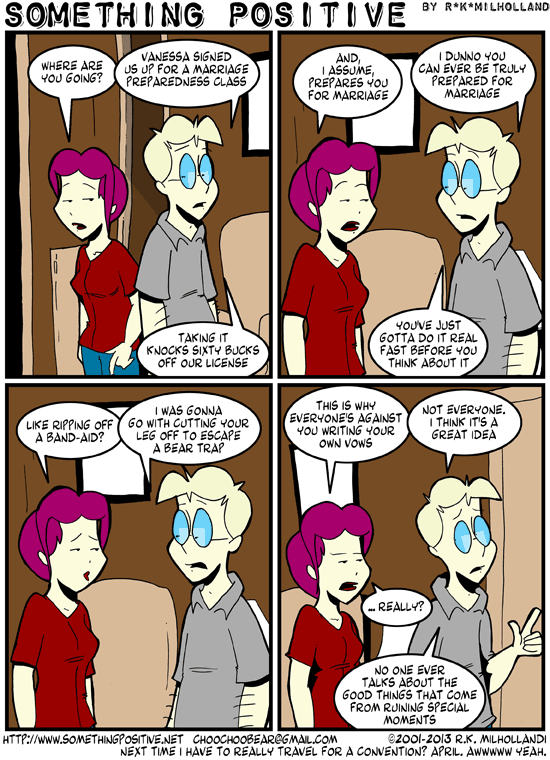 SOMETHING POSITIVE BY R*K*MILHOLLAND
WHERE ARE
YOU GOING?
VANESSA SIGNED
US UP FOR A MARRIAGE
PREPAREDNESS CLASS
TAKING IT
KNOCKS SIXTY BUCKS
OFF OUR LICENSE
AND,
I ASSUME,
PREPARES YOU
FOR MARRIAGE
I DUNNO YOU
CAN EVER BE TRULY
PREPARED FOR
MARRIAGE
YOU'VE JUST
GOTTA DO IT REAL
FAST BEFORE YOU
THINK ABOUT IT
LIKE RIPPING OFF
A BAND-AID?
I WAS GONNA
GO WITH CUTTING YOUR
LEG OFF TO ESCAPE
A BEAR TRAP
THIS IS WHY
EVERYONE'S AGAINST
YOU WRITING YOUR
OWN VOWS
NOT EVERYONE.
I THINK IT'S A
GREAT IDEA
... REALLY?
NO ONE EVER
TALKS ABOUT THE
GOOD THINGS THAT COME
FROM RUINING SPECIAL
MOMENTS
HTTP://WWW.SOMETHINGPOSITIVE.NET CHOOCHOOBEAR@GMAIL.COM ©2001-2013 R.K. MILHOLLAND!
NEXT TIME I HAVE TO REALLY TRAVEL FOR A CONVENTION? APRIL. AWWWWW YEAH.